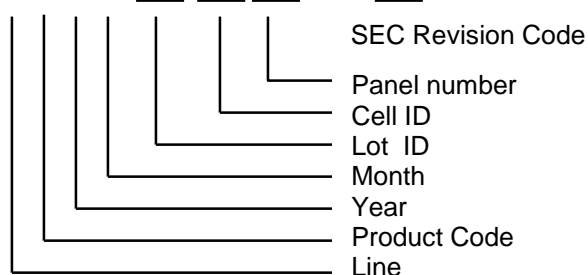 SEC Revision Code
Panel number
Cell ID
Lot ID
Month
Year
Product Code
Line